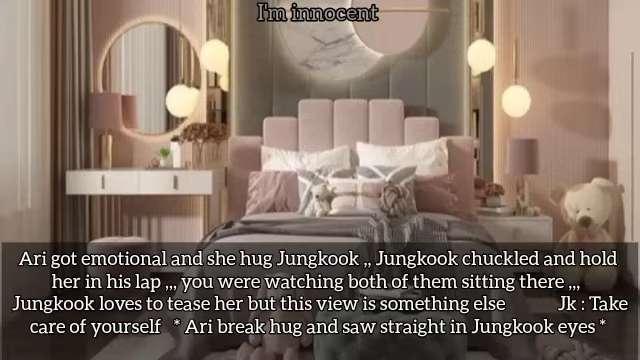 I'm innocent
Ari got emotional and she hug Jungkook ,, Jungkook chuckled and hold
her in his lap ,,, you were watching both of them sitting there ,,,
Jungkook loves to tease her but this view is something else Jk : Take
care of yourself * Ari break hug and saw straight in Jungkook eyes *